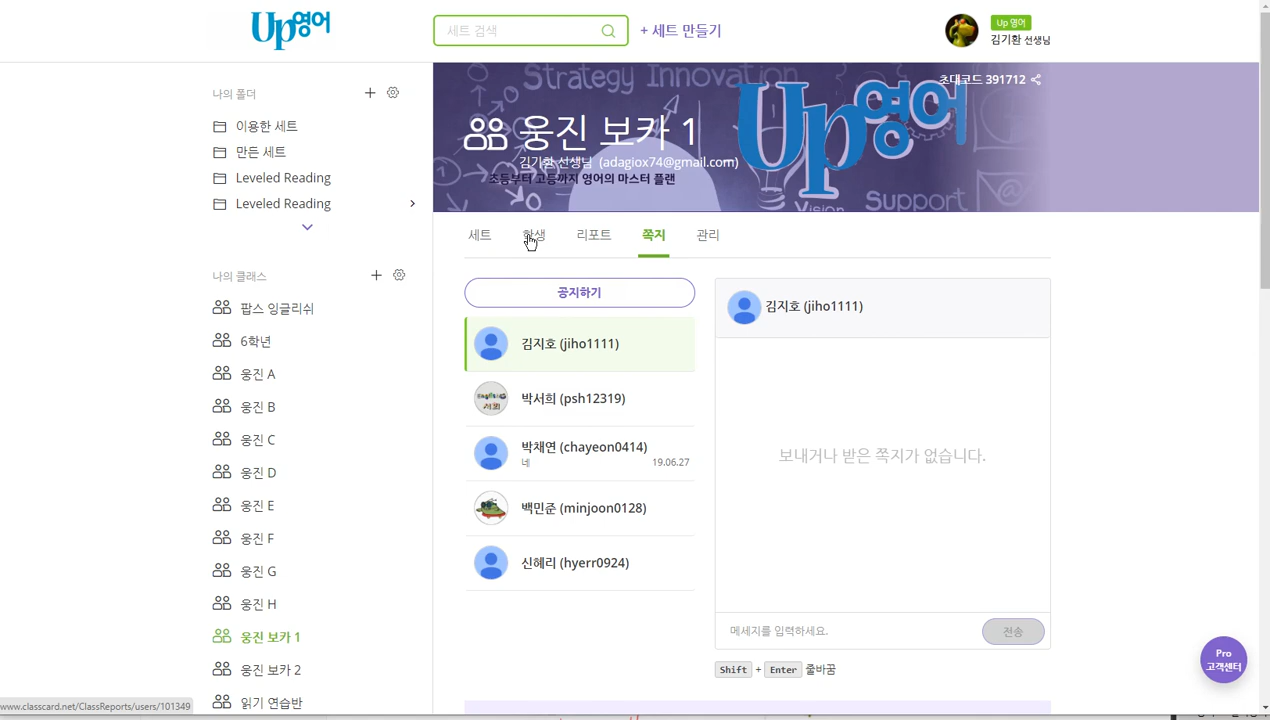 Up영어
세트 검색
+ 세트 만들기
Up 영어
김기환 선생님
나의 폴더
이용한 세트
만든 세트
Leveled Reading
Leveled Reading
나의 클래스
팝스 잉글리쉬
6학년
웅진 A
웅진 B
웅진 C
웅진 D
웅진 E
웅진 F
웅진 G
웅진 H
웅진 보카 1
웅진 보카 2
읽기 연습반
www.classcard.net/ClassReports/users/101349
Strategy Innovation
초대코드 391712
웅진 보카 1
김기환 선생님 (adagiox74@gmail.com)
초등부터 고등까지 영어의 마스터 플랜
Up영어
Vision
Support
세트
학생
리포트
쪽지
관리
공지하기
김지호 (jiho1111)
박서희 (psh12319)
박채연 (chayeon0414)
네
19.06.27
백민준 (minjoon0128)
신혜리 (hyerr0924)
김지호 (jiho1111)
보내거나 받은 쪽지가 없습니다.
메세지를 입력하세요.
전송
Shift + Enter 줄바꿈
Pro
고객센터